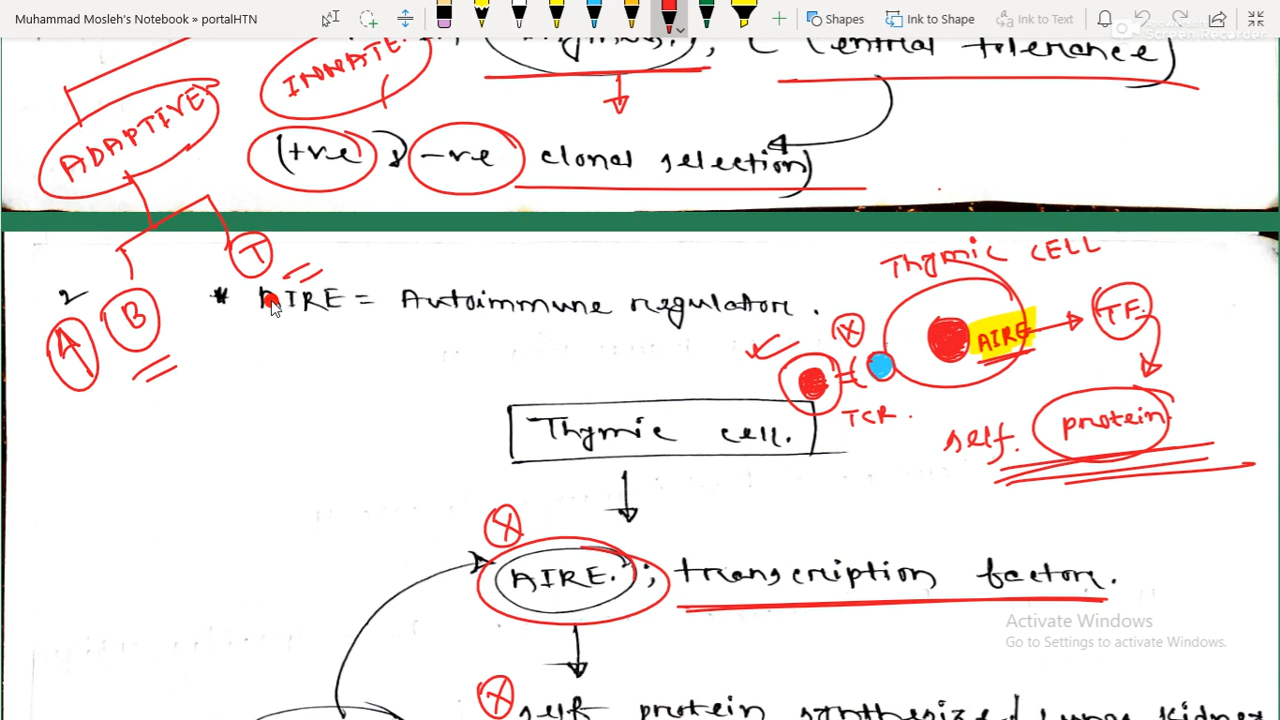 Muhammad Mosleh's Notebook » portalHTN
Shapes
Ink to Shape
Ink to Text
Screen Recorder
INNATE.
(Central tolerance)
ADAPTIVE
(+ve & -ve clonal selection)
T
B
A
* AIRE = Autoimmune regulator.
Thymic CELL
AIRE
TF.
TCR.
self. protein
Thymic cell.
AIRE. ; transcription factor.
Activate Windows
Go to Settings to activate Windows.
self protein synthesized